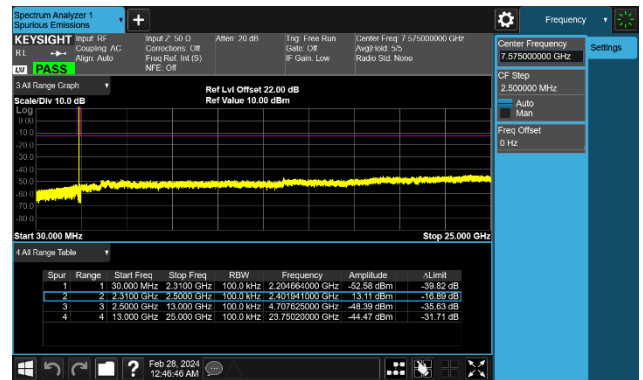 Spectrum Analyzer 1
Spurious Emissions
Frequency
KEYSIGHT
Input: RF
Input Z: 50 Ω
Atten: 20 dB
Trig: Free Run
Center Freq: 7.575000000 GHz
R L
Coupling: AC
Corrections: Off
Gate: Off
Avg|Hold: 5/5
Align: Auto
Freq Ref: Int (S)
IF Gain: Low
Radio Std: None
NFE: Off
LXI
PASS
Center Frequency
Settings
7.575000000 GHz
CF Step
2.500000 MHz
Auto
Man
Freq Offset
0 Hz
3 All Range Graph
Ref Lvl Offset 22.00 dB
Scale/Div 10.0 dB
Ref Value 10.00 dBm
Log
0.00
-10.0
-20.0
-30.0
-40.0
-50.0
-60.0
-70.0
-80.0
Start 30.000 MHz
Stop 25.000 GHz
4 All Range Table
Spur Range Start Freq Stop Freq RBW Frequency Amplitude ΔLimit
1 1 30.000 MHz 2.3100 GHz 100.0 kHz 2.204664000 GHz -52.58 dBm -39.82 dB
2 2 2.3100 GHz 2.5000 GHz 100.0 kHz 2.401941000 GHz 13.11 dBm -16.89 dB
3 3 2.5000 GHz 13.000 GHz 100.0 kHz 4.707625000 GHz -48.39 dBm -35.63 dB
4 4 13.000 GHz 25.000 GHz 100.0 kHz 23.75020000 GHz -44.47 dBm -31.71 dB
Feb 28, 2024
12:46:46 AM